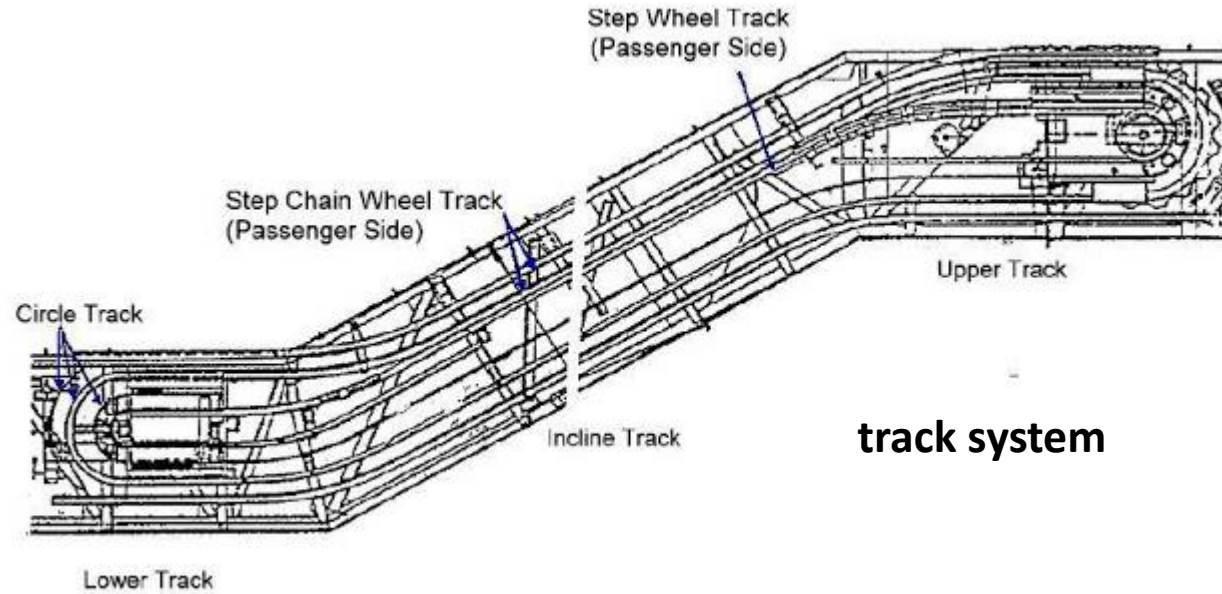 Step Wheel Track
(Passenger Side)
Step Chain Wheel Track
(Passenger Side)
Upper Track
Circle Track
Incline Track
track system
Lower Track